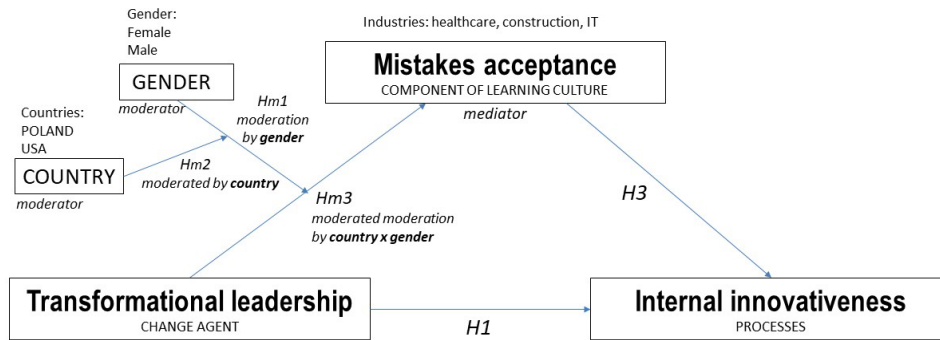 Gender:
Female
Male
Industries: healthcare, construction, IT
GENDER
moderator
Mistakes acceptance
COMPONENT OF LEARNING CULTURE
mediator
Hm1
moderation
by gender
Countries:
POLAND
USA
COUNTRY
moderator
Hm2
moderated by country
Hm3
moderated moderation
by country x gender
H3
Transformational leadership
CHANGE AGENT
H1
Internal innovativeness
PROCESSES